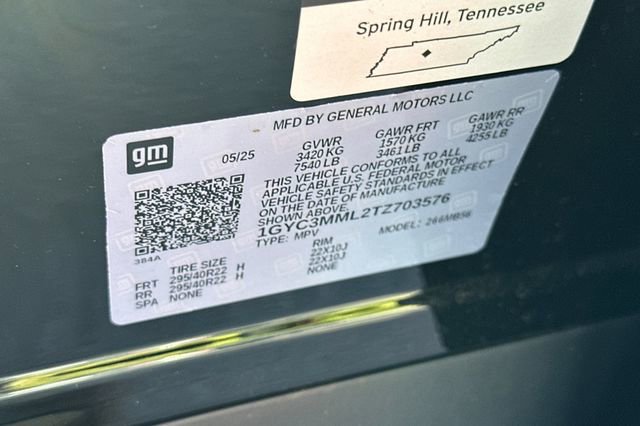 Spring Hill, Tennessee
MFD BY GENERAL MOTORS LLC
gm
05/25 GVWR GAWR FRT GAWR RR
3420 KG 1570 KG 1930 KG
7540 LB 3461 LB 4255 LB
THIS VEHICLE CONFORMS TO ALL
APPLICABLE U.S. FEDERAL MOTOR
VEHICLE SAFETY STANDARDS IN EFFECT
ON THE DATE OF MANUFACTURE
SHOWN ABOVE.
1GYC3MML2TZ703576
TYPE: MPV MODEL: 266MB56
384A
TIRE SIZE RIM
FRT 295/40R22 H 22X10J
RR 295/40R22 H 22X10J
SPA NONE NONE